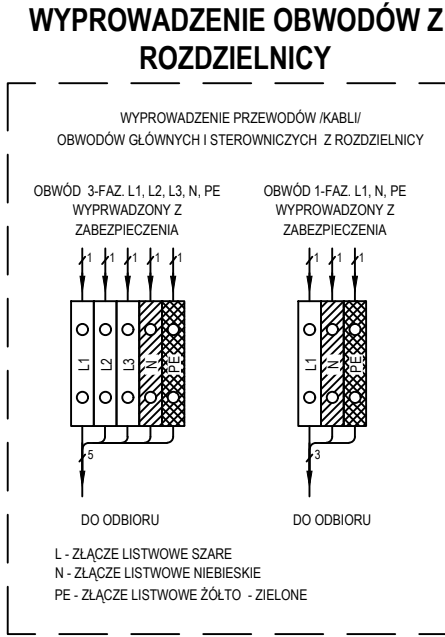 WYPROWADZENIE OBWODÓW Z
ROZDZIELNICY
WYPROWADZENIE PRZEWODÓW /KABLI/
OBWODÓW GŁÓWNYCH I STEROWNICZYCH Z ROZDZIELNICY
OBWÓD 3-FAZ. L1, L2, L3, N, PE
WYPRWADZONY Z
ZABEZPIECZENIA
1 1 1 1 1
L1 L2 L3 N PE
5
DO ODBIORU
OBWÓD 1-FAZ. L1, N, PE
WYPROWADZONY Z
ZABEZPIECZENIA
1 1 1
L1 N PE
3
DO ODBIORU
L - ZŁĄCZE LISTWOWE SZARE
N - ZŁĄCZE LISTWOWE NIEBIESKIE
PE - ZŁĄCZE LISTWOWE ŻÓŁTO - ZIELONE